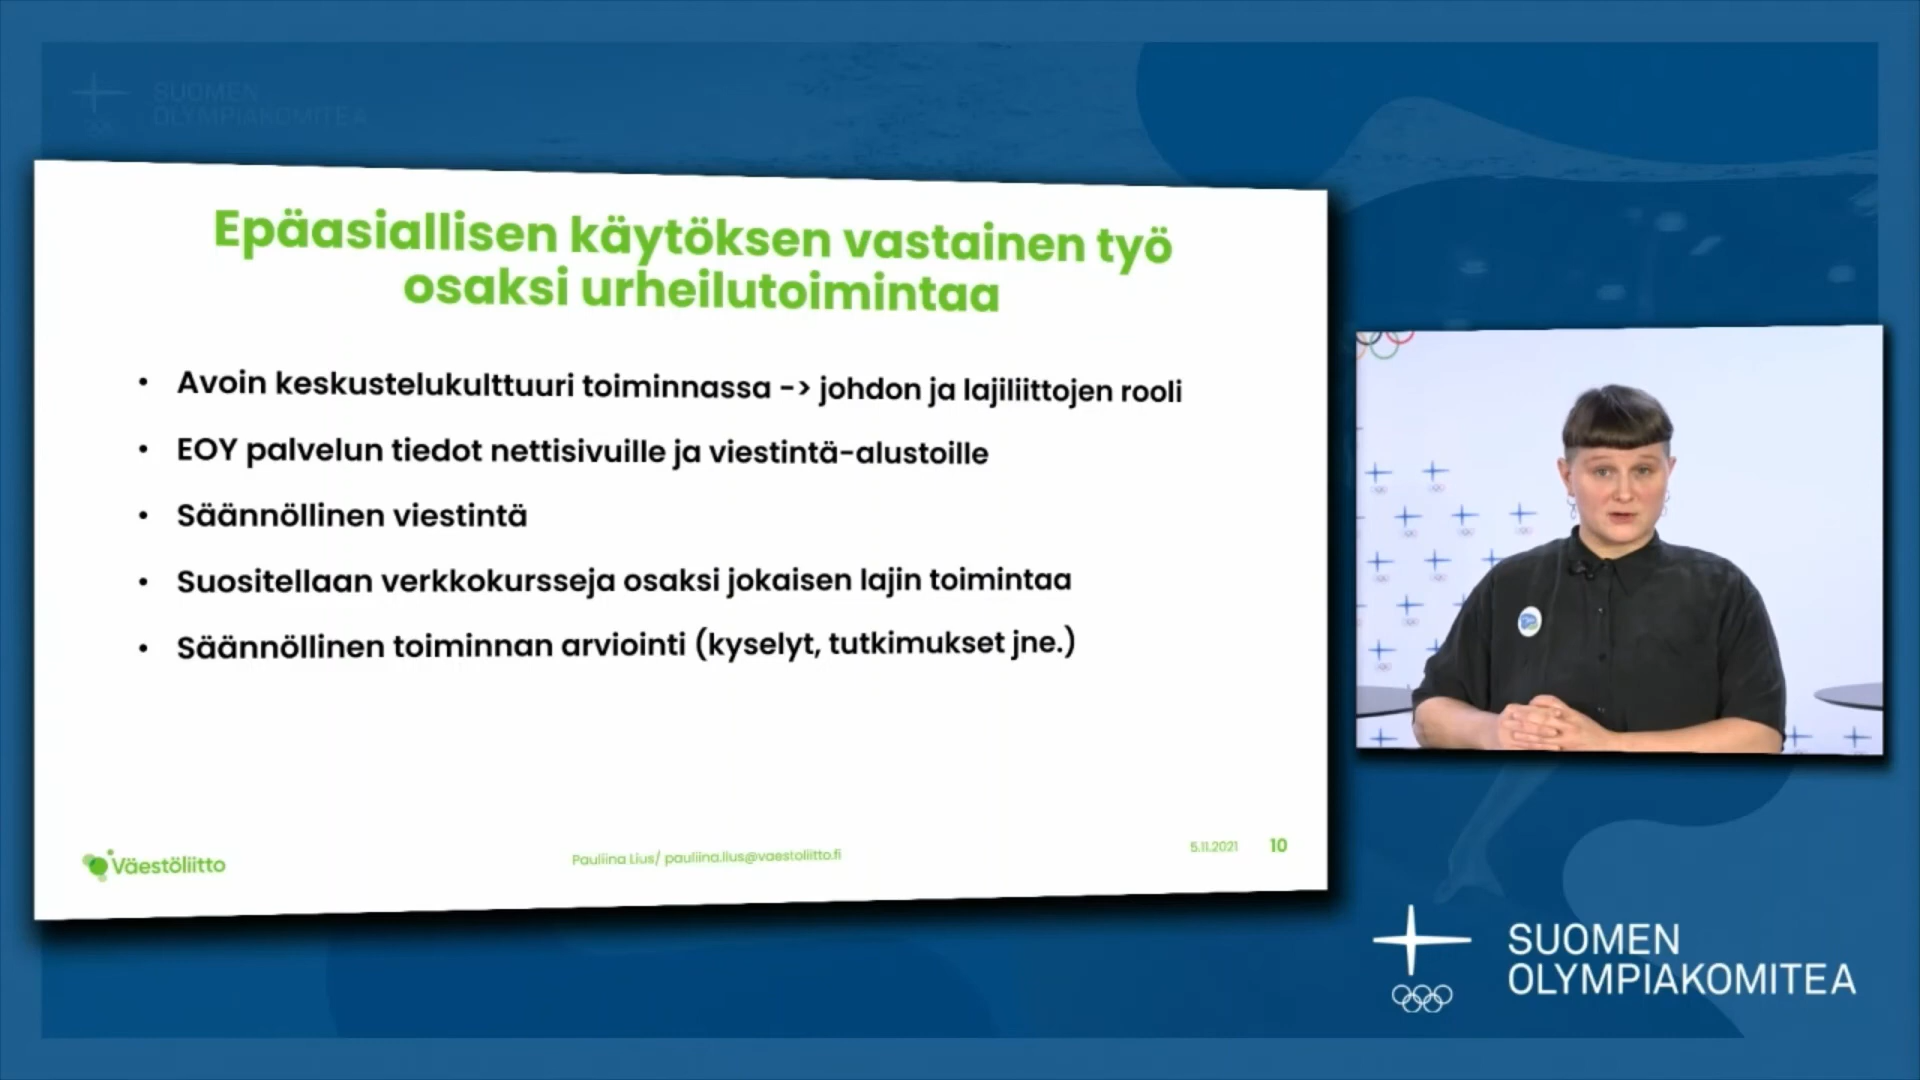 SUOMEN
OLYMPIAKOMITEA
Epäasiallisen käytöksen vastainen työ
osaksi urheilutoimintaa
• Avoin keskustelukulttuuri toiminnassa -> johdon ja lajiliittojen rooli
• EOY palvelun tiedot nettisivuille ja viestintä-alustoille
• Säännöllinen viestintä
• Suositellaan verkkokursseja osaksi jokaisen lajin toimintaa
• Säännöllinen toiminnan arviointi (kyselyt, tutkimukset jne.)
Väestöliitto
Pauliina Lius/ pauliina.lius@vaestoliitto.fi
5.11.2021
10
SUOMEN
OLYMPIAKOMITEA